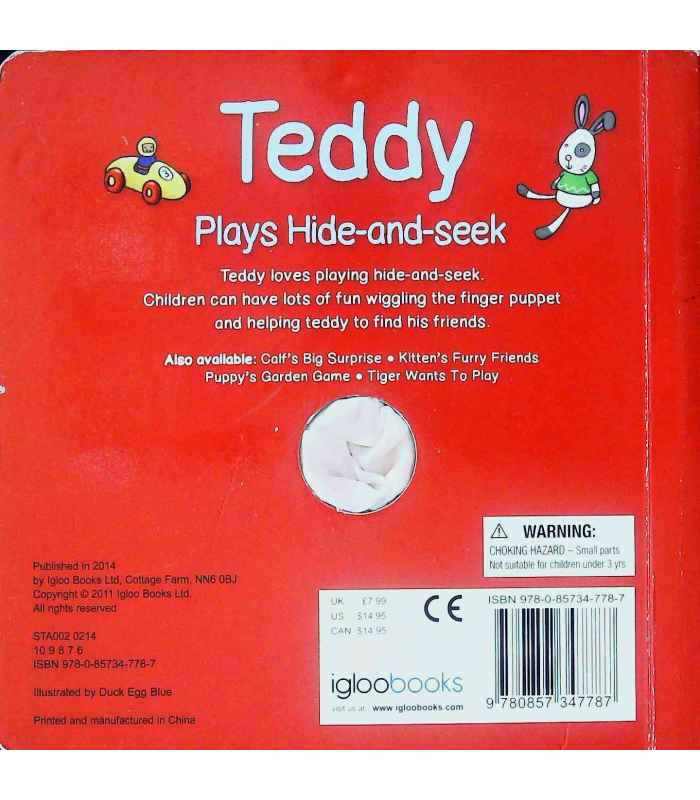 Teddy
3
Plays Hide-and-seek
Teddy loves playing hide-and-seek.
Children can have lots of fun wiggling the finger puppet
and helping teddy to find his friends.
Also available: Calf's Big Surprise • Kitten's Furry Friends
Puppy's Garden Game • Tiger Wants To Play
WARNING:
CHOKING HAZARD – Small parts
Not suitable for children under 3 yrs
Published in 2014
by Igloo Books Ltd, Cottage Farm, NN6 0BJ
Copyright © 2011 Igloo Books Ltd.
All rights reserved
STA002 0214
10 9 8 7 6
ISBN 978-0-85734-778-7
Illustrated by Duck Egg Blue
Printed and manufactured in China
UK £7.99
US $14.95
CAN $14.95
CE
igloobooks
visit us at: www.igloobooks.com
ISBN 978-0-85734-778-7
9 780857 347787